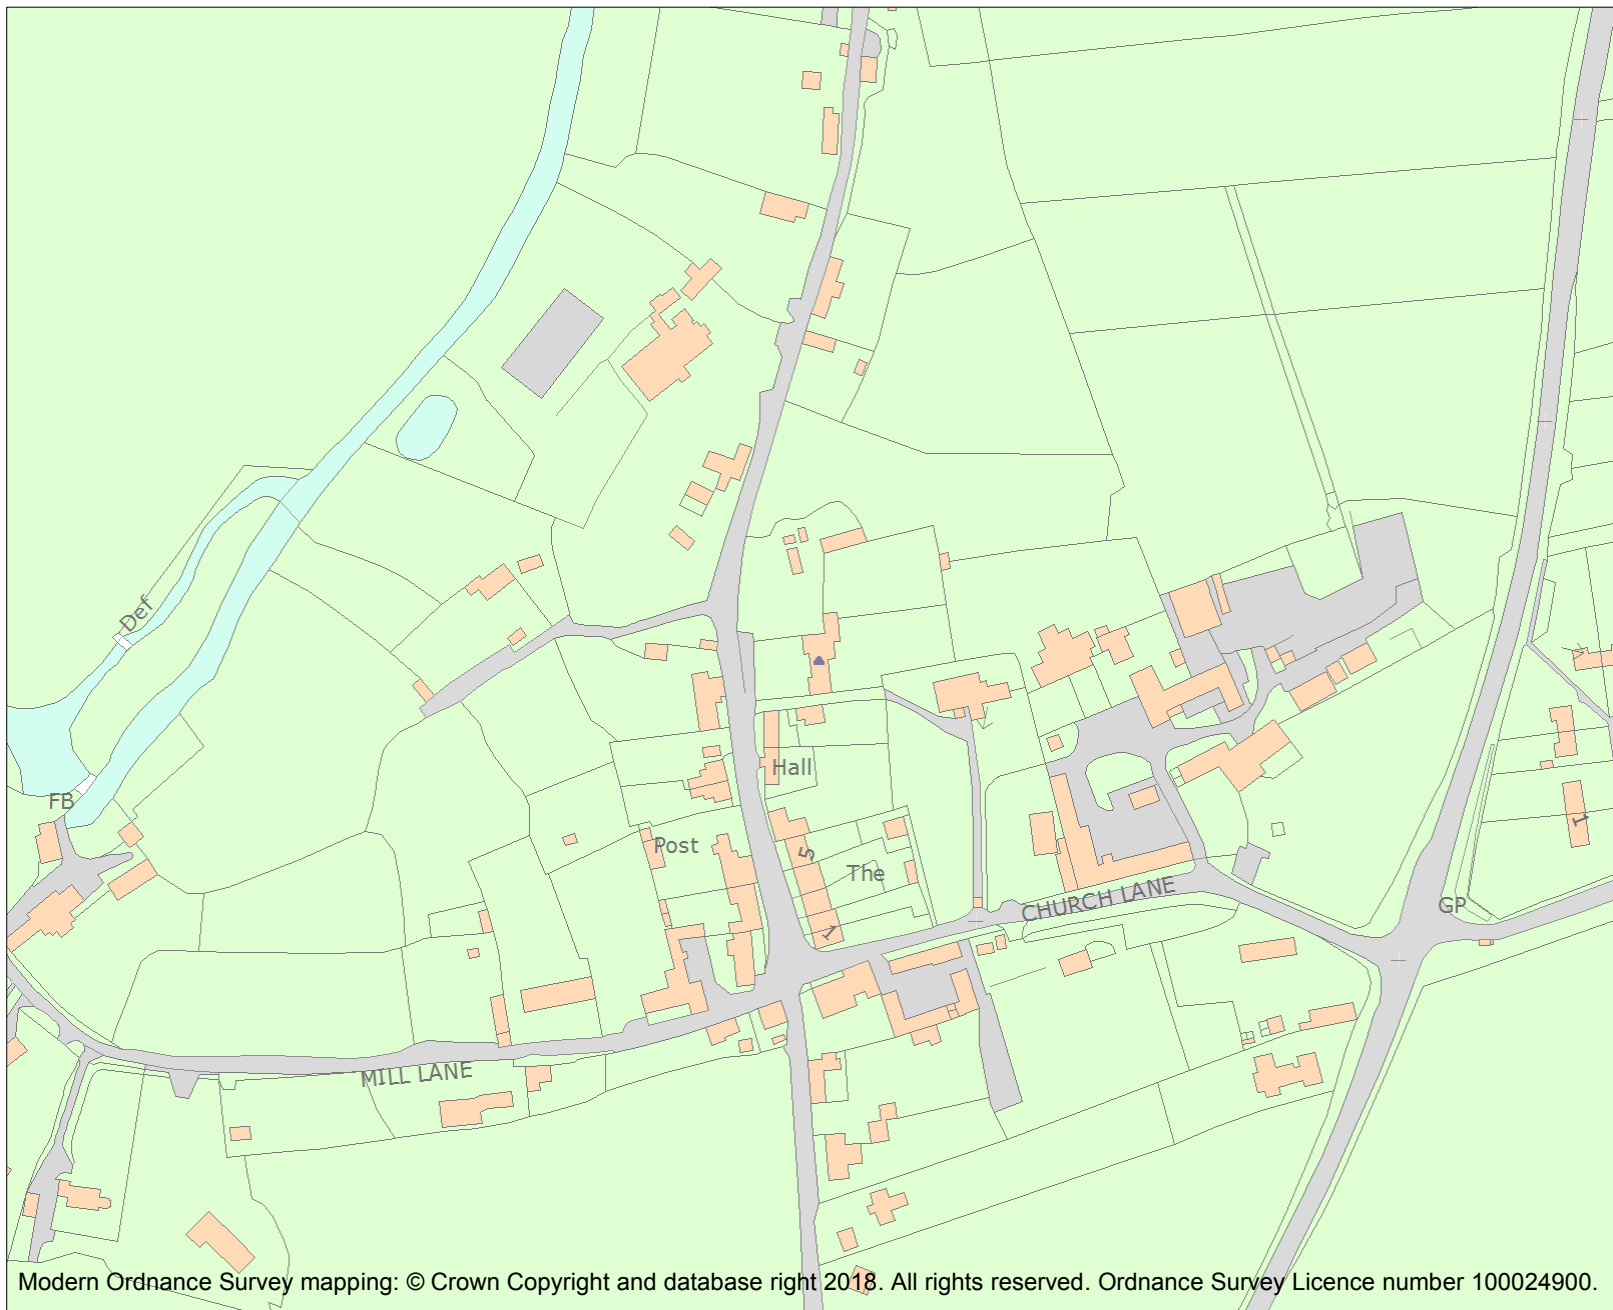 Def
Hall
FB
Post
5
The
1
CHURCH LANE
1
GP
MILL LANE
Modern Ordnance Survey mapping: © Crown Copyright and database right 2018. All rights reserved. Ordnance Survey Licence number 100024900.